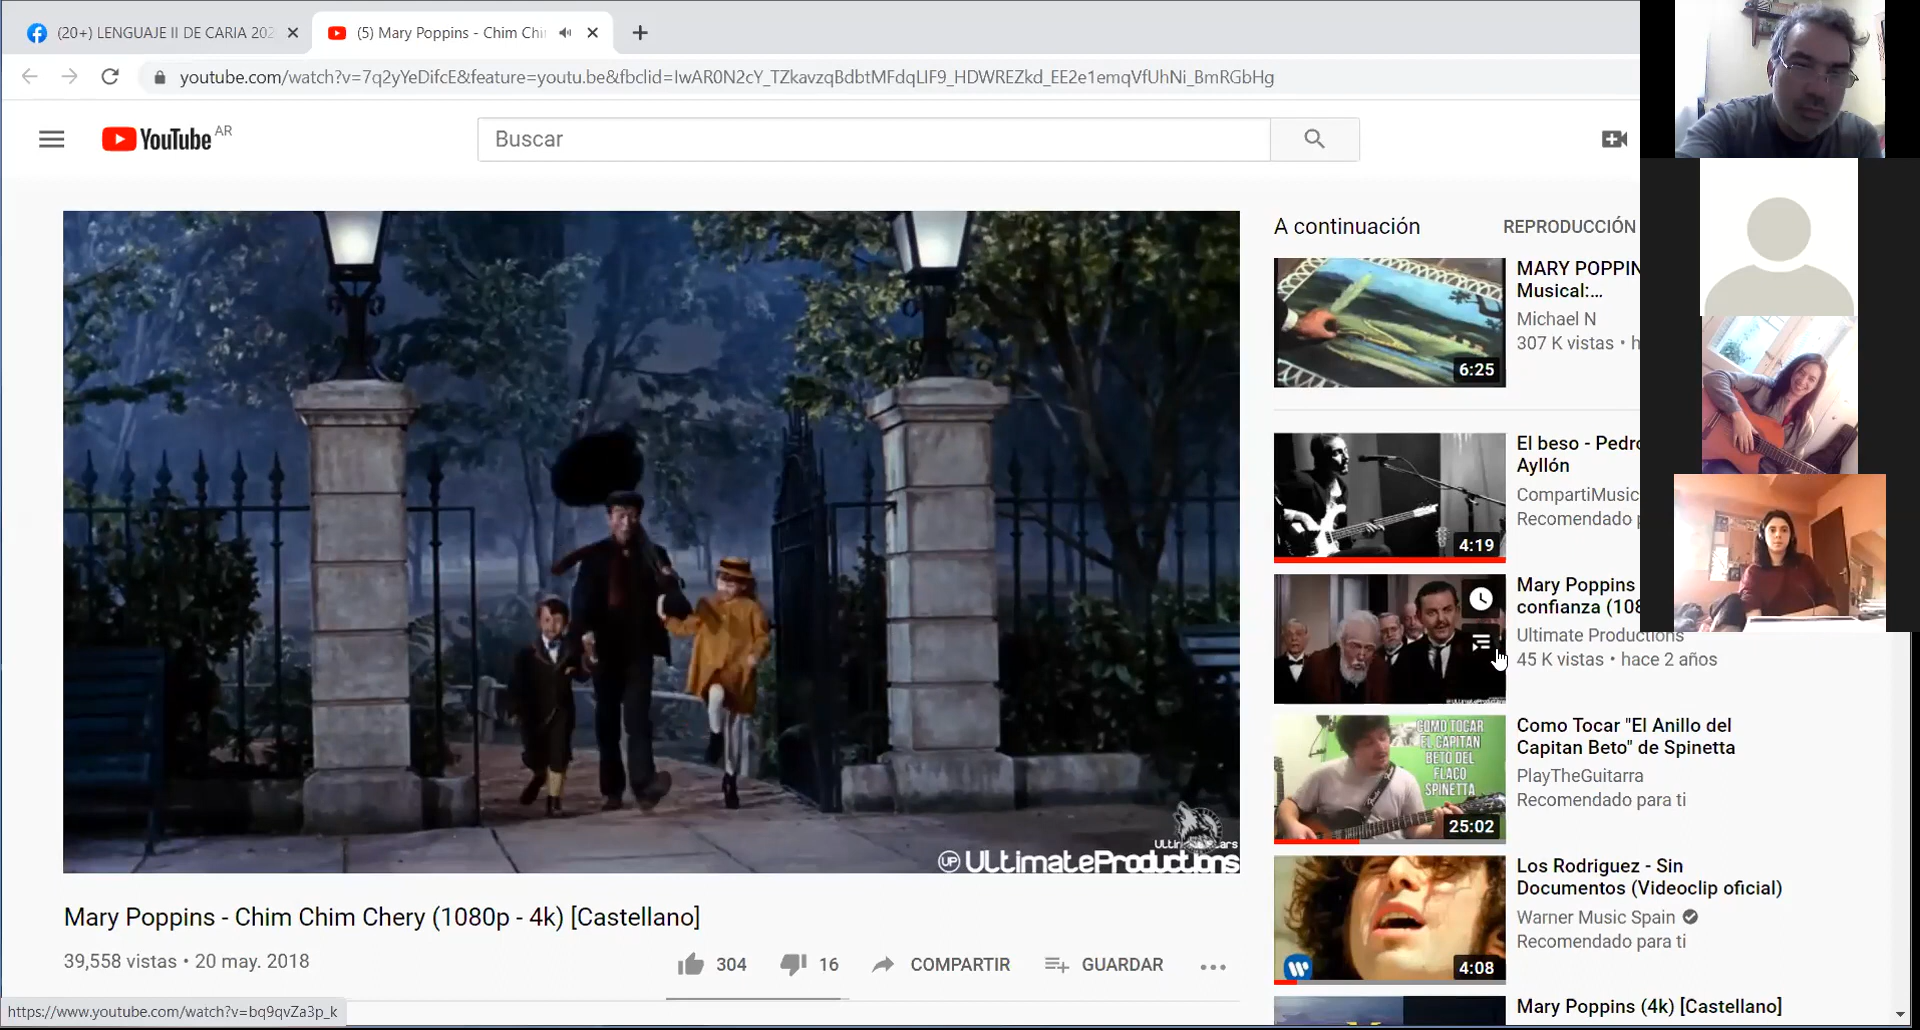 (20+) LENGUAJE II DE CARIA 202
(5) Mary Poppins - Chim Chi
youtube.com/watch?v=7q2yYeDifcE&feature=youtu.be&fbclid=IwAR0N2cY_TZkavzqBdbtMFdqLIF9_HDWREZkd_EE2e1emqVfUhNi_BmRGbHg
YouTube AR
Buscar
A continuación
REPRODUCCIÓN
MARY POPPIN
Musical:...
Michael N
307 K vistas • h
6:25
El beso - Pedro
Ayllón
CompartiMusic
Recomendado p
4:19
Mary Poppins
confianza (108
Ultimate Productions
45 K vistas • hace 2 años
Como Tocar "El Anillo del
Capitan Beto" de Spinetta
PlayTheGuitarra
Recomendado para ti
COMO TOCAR
EL CAPITAN
BETO DEL
FLACO
SPINETTA
25:02
Los Rodriguez - Sin
Documentos (Videoclip oficial)
Warner Music Spain
Recomendado para ti
4:08
Mary Poppins (4k) [Castellano]
UP UltimateProductions
Mary Poppins - Chim Chim Chery (1080p - 4k) [Castellano]
39,558 vistas • 20 may. 2018
304
16
COMPARTIR
GUARDAR
https://www.youtube.com/watch?v=bq9qvZa3p_k